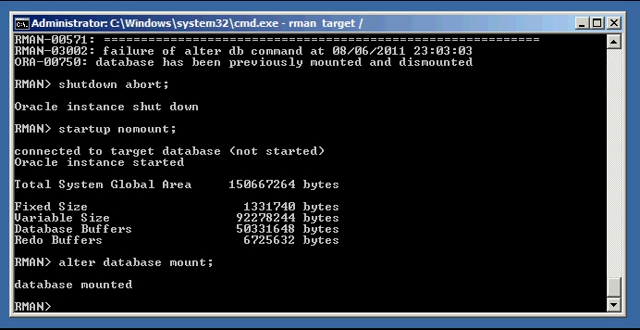 Administrator: C:\Windows\system32\cmd.exe - rman target /
RMAN-00571: ===========================================================
RMAN-03002: failure of alter db command at 08/06/2011 23:03:03
ORA-00750: database has been previously mounted and dismounted
RMAN> shutdown abort;
Oracle instance shut down
RMAN> startup nomount;
connected to target database (not started)
Oracle instance started
Total System Global Area     150667264 bytes
Fixed Size                     1331740 bytes
Variable Size                 92278244 bytes
Database Buffers              50331648 bytes
Redo Buffers                   6725632 bytes
RMAN> alter database mount;
database mounted
RMAN>